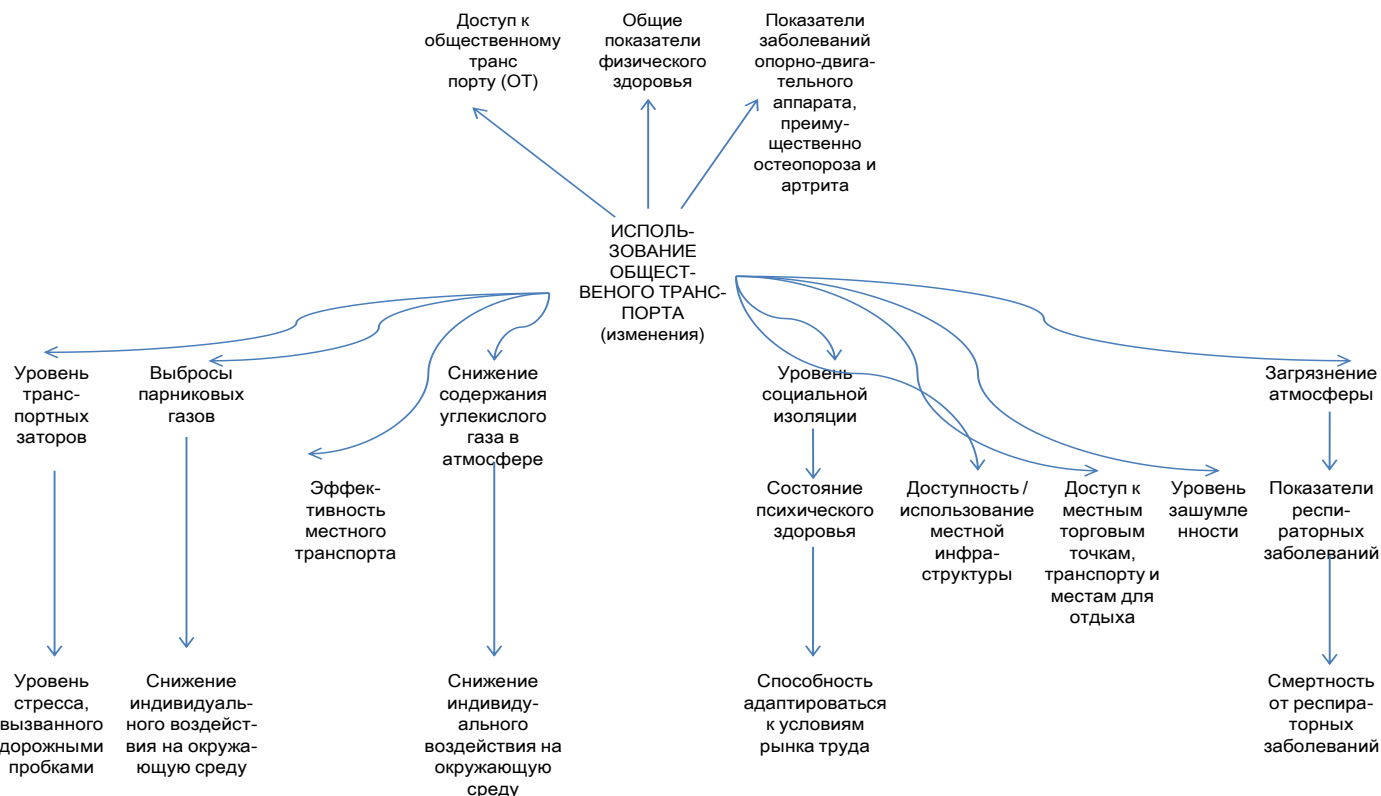 Доступ к
общественному
транс
порту (ОТ)
Общие
показатели
физического
здоровья
Показатели
заболеваний
опорно-двига-
тельного
аппарата,
преиму-
щественно
остеопороза и
артрита
ИСПОЛЬ-
ЗОВАНИЕ
ОБЩЕСТ-
ВЕНОГО ТРАНС-
ПОРТА
(изменения)
Уровень
транс-
портных
заторов
Выбросы
парниковых
газов
Снижение
содержания
углекислого
газа в
атмосфере
Уровень
социальной
изоляции
Загрязнение
атмосферы
Эффек-
тивность
местного
транспорта
Состояние
психического
здоровья
Доступность /
использование
местной
инфра-
структуры
Доступ к
местным
торговым
точкам,
транспорту и
местам для
отдыха
Уровень
зашумле
нности
Показатели
респи-
раторных
заболеваний
Уровень
стресса,
вызванного
дорожными
пробками
Снижение
индивидуаль-
ного воздейст-
вия на окружа-
ющую среду
Снижение
индивиду-
ального
воздействия на
окружающую
среду
Способность
адаптироваться
к условиям
рынка труда
Смертность
от респира-
торных
заболеваний